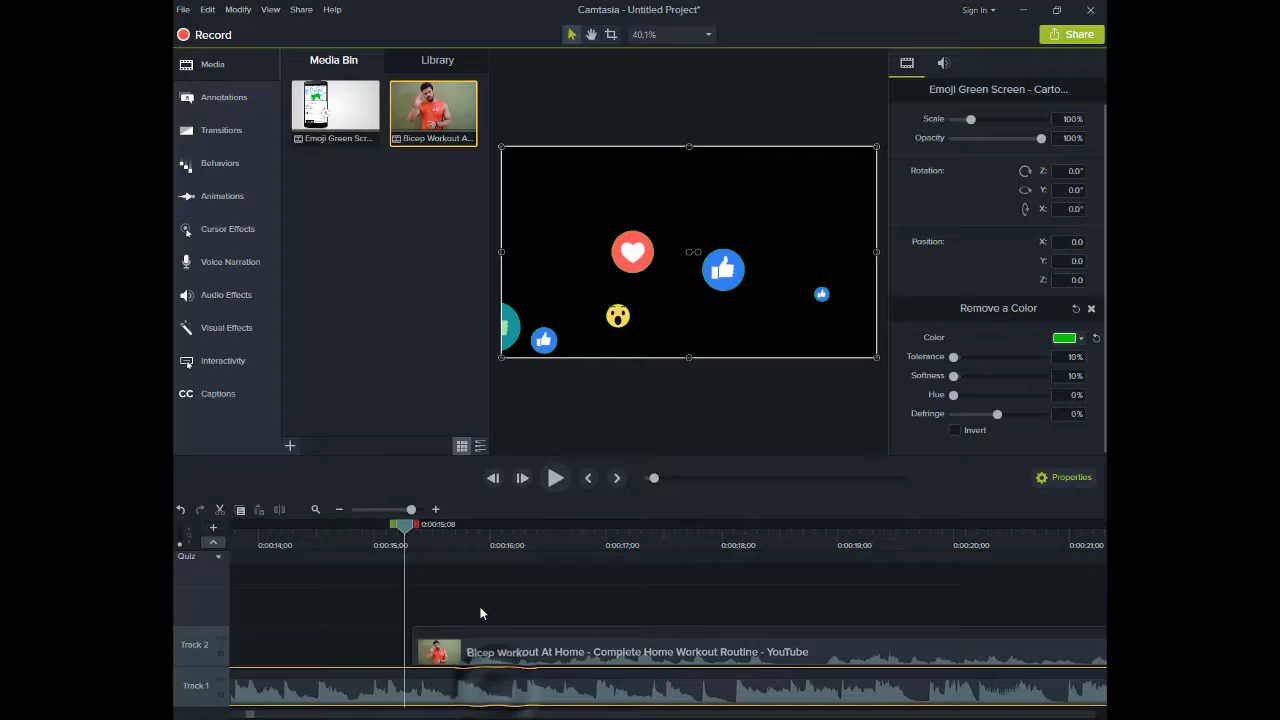 File Edit Modify View Share Help
Camtasia - Untitled Project*
Sign In
Record
40.1%
Share
Media
Annotations
Transitions
Behaviors
Animations
Cursor Effects
Voice Narration
Audio Effects
Visual Effects
Interactivity
CC Captions
Media Bin
Library
Emoji Green Scr...
Bicep Workout A...
Emoji Green Screen - Carto...
Scale 100%
Opacity 100%
Rotation: Z: 0.0°
Y: 0.0°
X: 0.0°
Position: X: 0.0
Y: 0.0
Z: 0.0
Remove a Color
Color
Tolerance 10%
Softness 10%
Hue 0%
Defringe 0%
Invert
Properties
0:00:15;08
0:00:14;00 0:00:15;00 0:00:16;00 0:00:17;00 0:00:18;00 0:00:19;00 0:00:20;00 0:00:21;00
Quiz
Track 2
Bicep Workout At Home - Complete Home Workout Routine - YouTube
Track 1